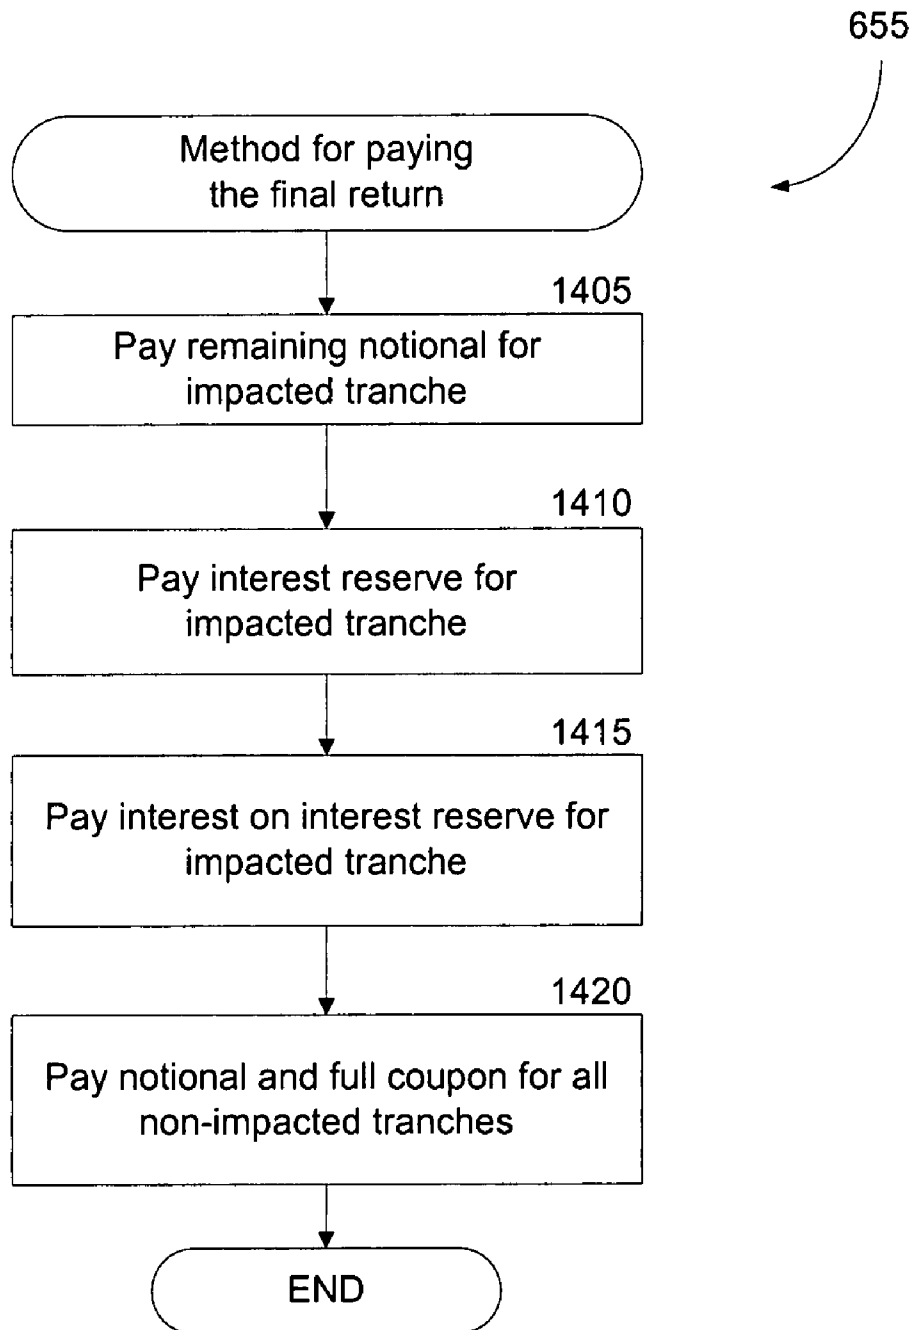 655
Method for paying
the final return
1405
Pay remaining notional for
impacted tranche
1410
Pay interest reserve for
impacted tranche
1415
Pay interest on interest reserve for
impacted tranche
1420
Pay notional and full coupon for all
non-impacted tranches
END